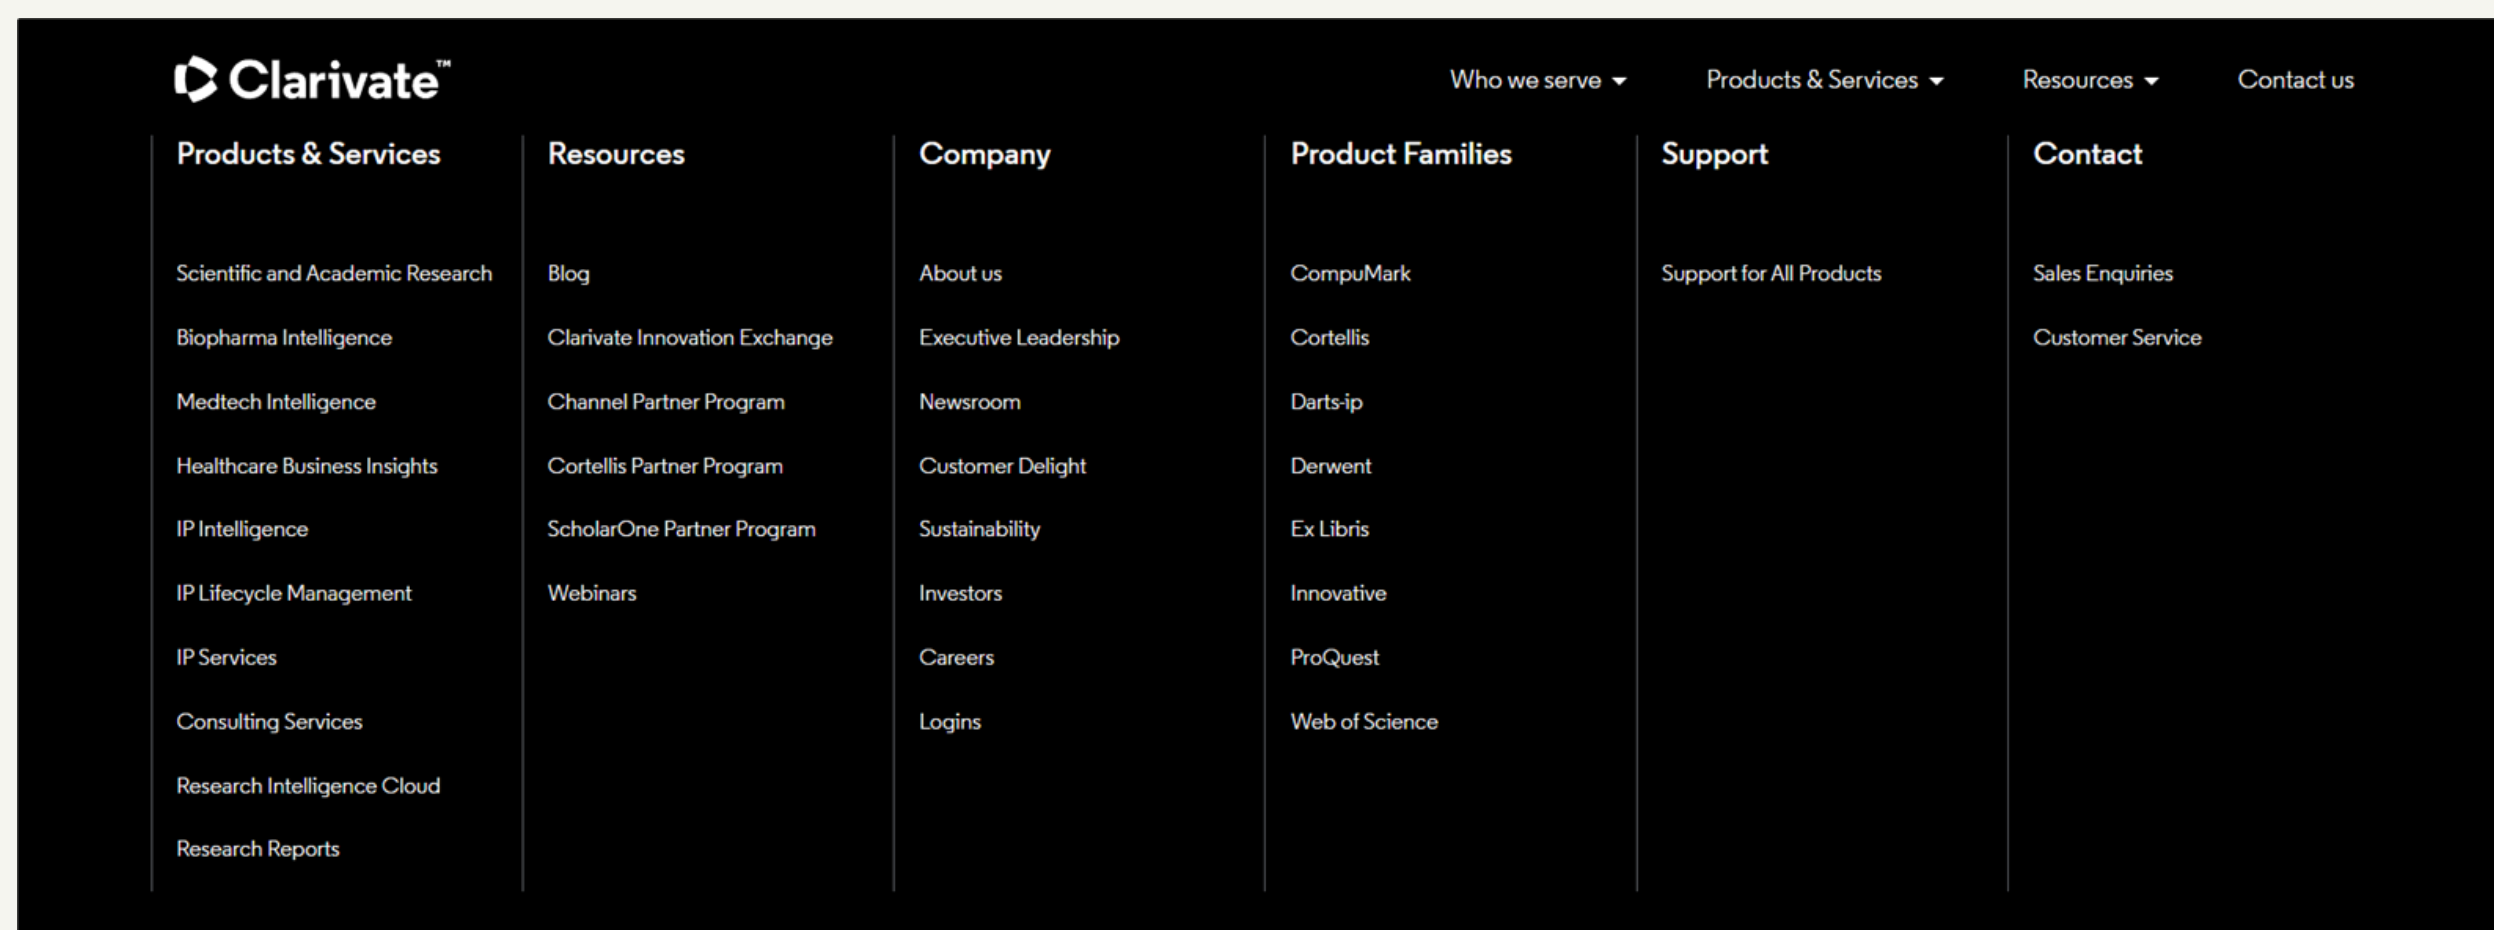 Clarivate™
Who we serve
Products & Services
Resources
Contact us
Products & Services
Scientific and Academic Research
Biopharma Intelligence
Medtech Intelligence
Healthcare Business Insights
IP Intelligence
IP Lifecycle Management
IP Services
Consulting Services
Research Intelligence Cloud
Research Reports
Resources
Blog
Clarivate Innovation Exchange
Channel Partner Program
Cortellis Partner Program
ScholarOne Partner Program
Webinars
Company
About us
Executive Leadership
Newsroom
Customer Delight
Sustainability
Investors
Careers
Logins
Product Families
CompuMark
Cortellis
Darts-ip
Derwent
Ex Libris
Innovative
ProQuest
Web of Science
Support
Support for All Products
Contact
Sales Enquiries
Customer Service